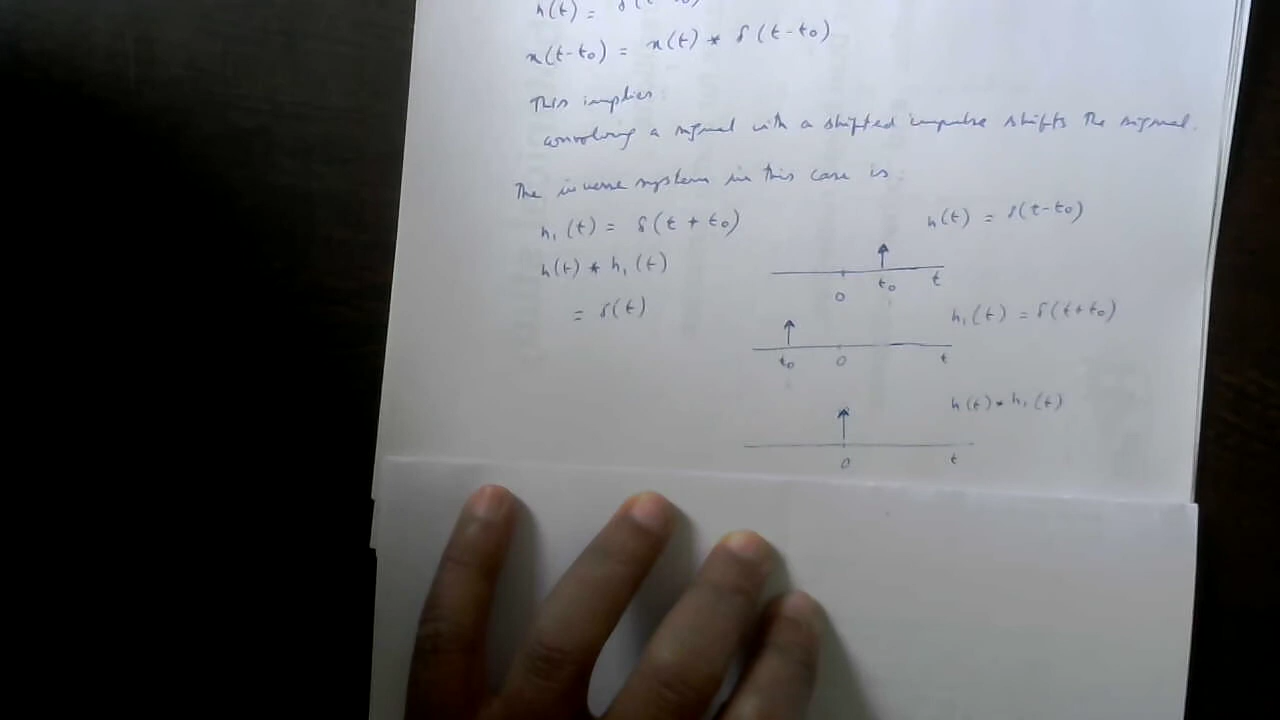 h(t) = δ(t-t₀)
x(t-t₀) = x(t) * δ(t-t₀)
This implies:
convolving a signal with a shifted impulse shifts the signal.
The inverse system in this case is:
h₁(t) = δ(t + t₀)
h(t) * h₁(t)
= δ(t)
h(t) = δ(t-t₀)
0 t₀ t
h₁(t) = δ(t+t₀)
t₀ 0 t
h(t) * h₁(t)
0 t